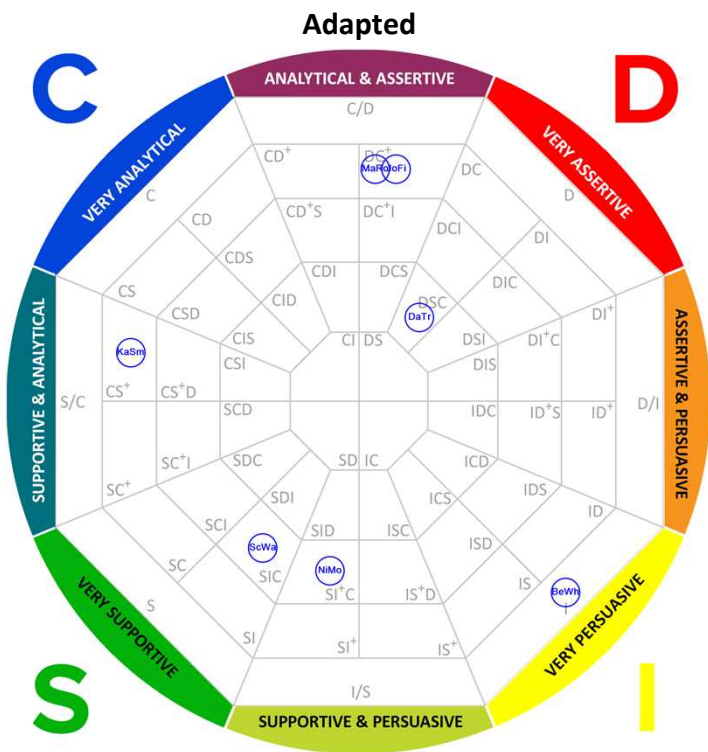 Adapted
C
D
ANALYTICAL & ASSERTIVE
C/D
VERY ANALYTICAL
VERY ASSERTIVE
CD⁺
DC⁺
MaRo
JoFi
DC
C
D
CD
CD⁺S
DC⁺I
DCI
DI
CDS
CDI
DCS
DIC
CS
CSD
CID
DSC
DaTr
DI⁺
CIS
CI
DS
DSI
DI⁺C
KaSm
CSI
DIS
SUPPORTIVE & ANALYTICAL
ASSERTIVE & PERSUASIVE
S/C
CS⁺
CS⁺D
SCD
IDC
ID⁺S
ID⁺
D/I
SC⁺I
SDC
SD
IC
ICD
SC⁺
SDI
ICS
IDS
ID
SCI
SID
ISC
ScWa
ISD
SC
SIC
NiMo
IS
BeWh
SI⁺C
IS⁺D
S
I
SI
SI⁺
IS⁺
VERY SUPPORTIVE
VERY PERSUASIVE
I/S
S
SUPPORTIVE & PERSUASIVE
I